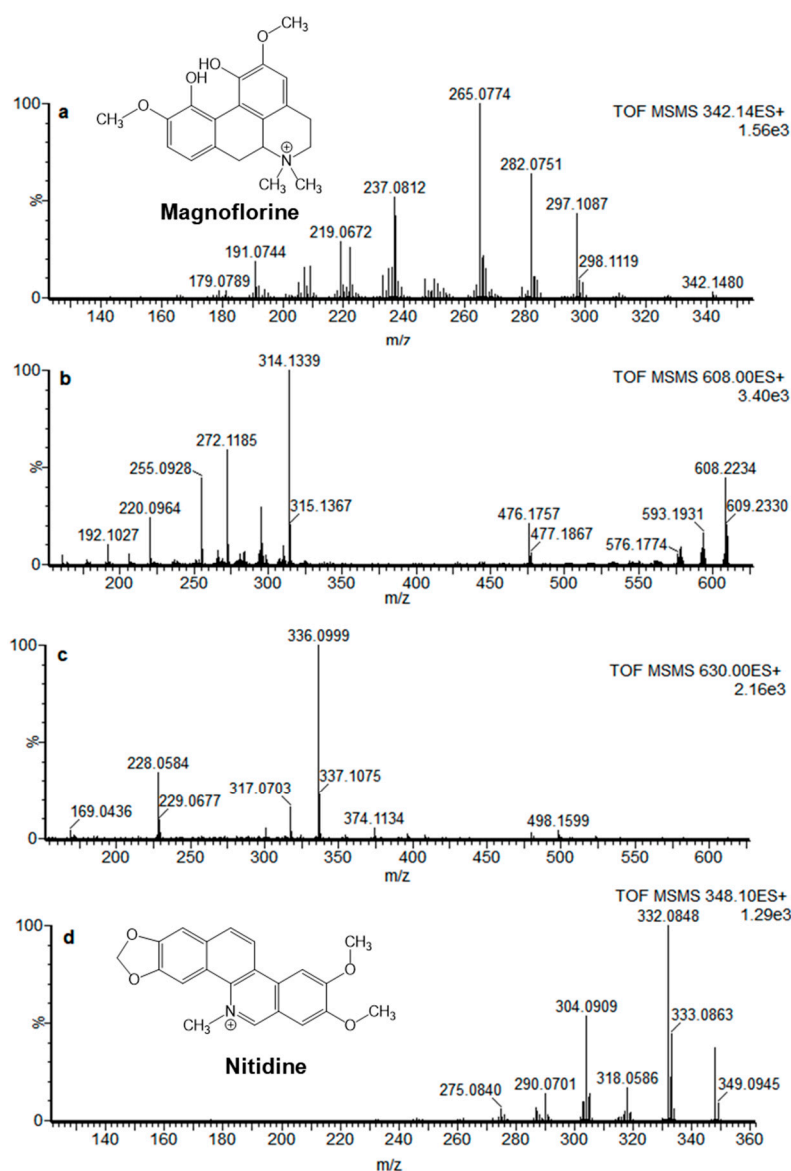 a
TOF MSMS 342.14ES+
1.56e3
OCH₃
HO
OH
O
CH₃
N
+
CH₃ CH₃
Magnoflorine
265.0774
282.0751
237.0812
297.1087
298.1119
219.0672
191.0744
179.0789
342.1480
100
%
0
140 160 180 200 220 240 260 280 300 320 340
m/z
b
TOF MSMS 608.00ES+
3.40e3
314.1339
272.1185
255.0928
315.1367
220.0964
192.1027
476.1757
477.1867
593.1931
576.1774
608.2234
609.2330
100
%
0
200 250 300 350 400 450 500 550 600
m/z
c
TOF MSMS 630.00ES+
2.16e3
336.0999
337.1075
228.0584
229.0677
317.0703
169.0436
374.1134
498.1599
100
%
0
200 250 300 350 400 450 500 550 600
m/z
d
TOF MSMS 348.10ES+
1.29e3
O
O
O CH₃
O CH₃
H₃C
N
+
Nitidine
332.0848
333.0863
304.0909
318.0586
290.0701
275.0840
349.0945
100
%
0
140 160 180 200 220 240 260 280 300 320 340 360
m/z